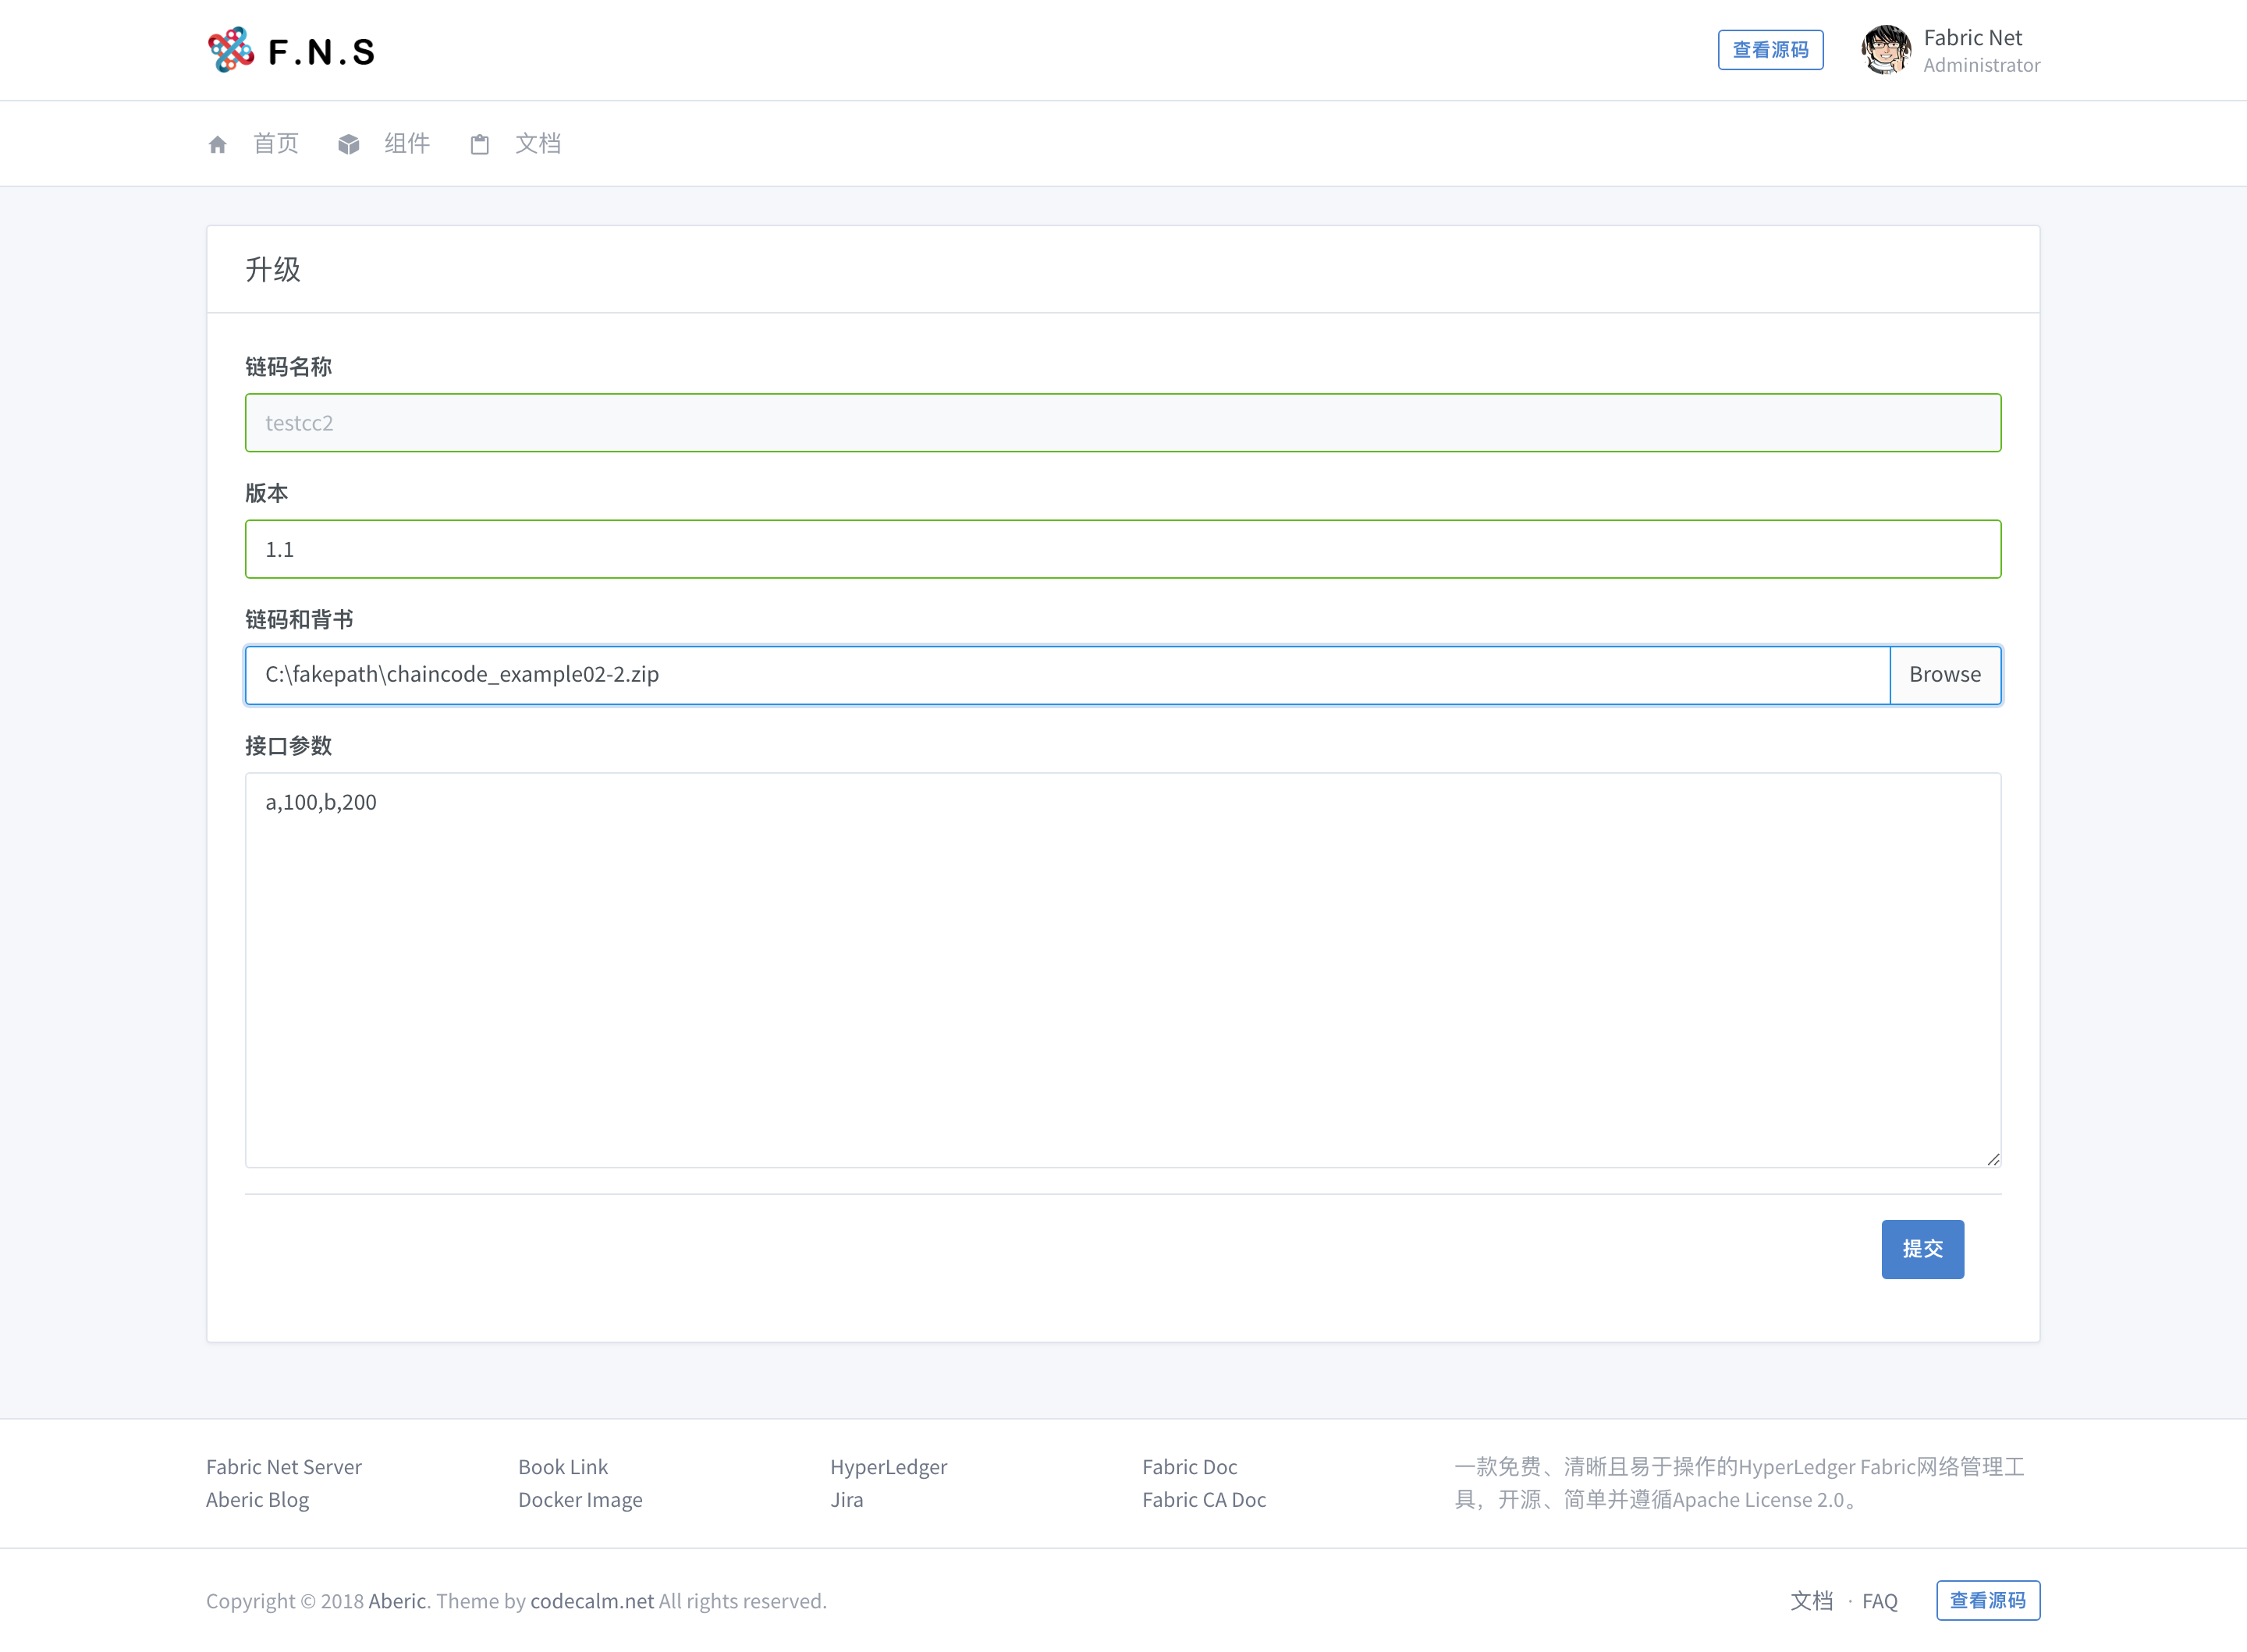 F.N.S
查看源码
Fabric Net
Administrator
首页
组件
文档
升级
链码名称
testcc2
版本
1.1
链码和背书
C:\fakepath\chaincode_example02-2.zip
Browse
接口参数
a,100,b,200
提交
Fabric Net Server
Aberic Blog
Book Link
Docker Image
HyperLedger
Jira
Fabric Doc
Fabric CA Doc
一款免费、清晰且易于操作的HyperLedger Fabric网络管理工
具，开源、简单并遵循Apache License 2.0。
Copyright © 2018 Aberic. Theme by codecalm.net All rights reserved.
文档 · FAQ
查看源码